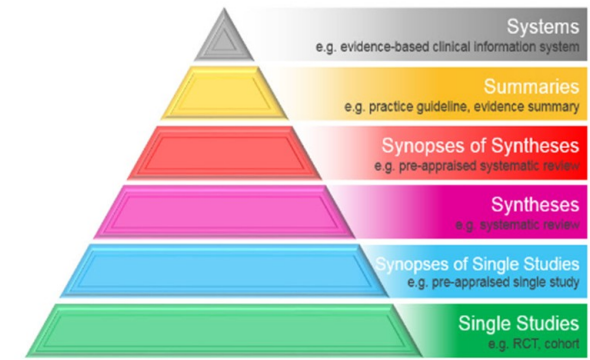 Systems
e.g. evidence-based clinical information system
Summaries
e.g. practice guideline, evidence summary
Synopses of Syntheses
e.g. pre-appraised systematic review
Syntheses
e.g. systematic review
Synopses of Single Studies
e.g. pre-appraised single study
Single Studies
e.g. RCT, cohort